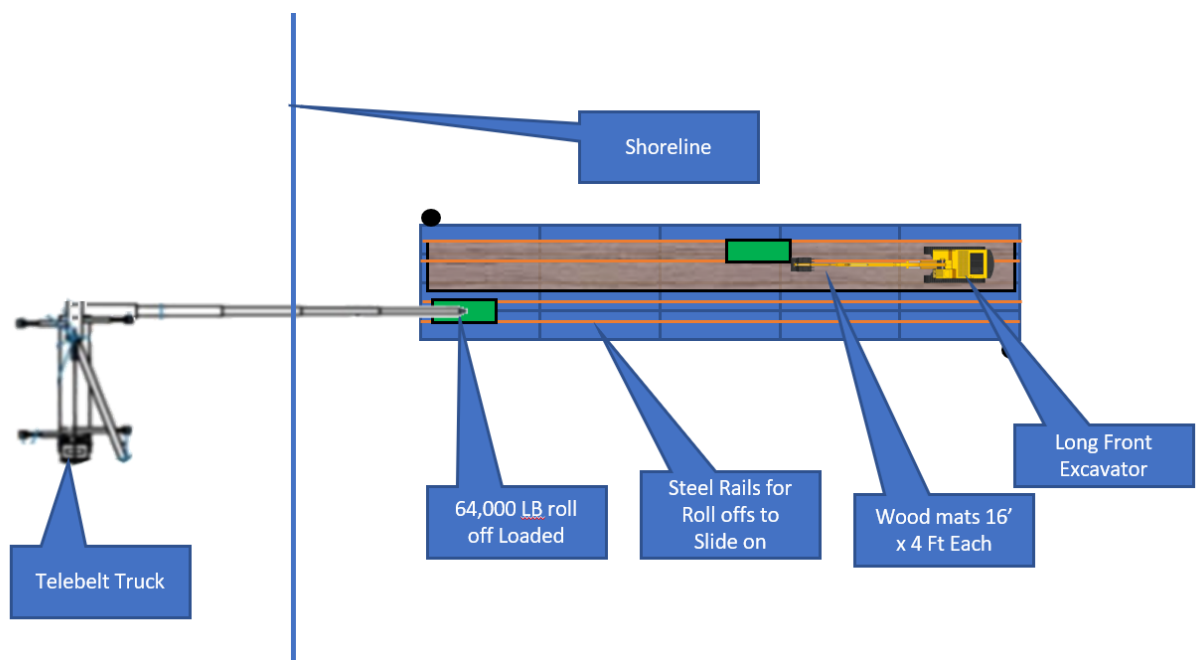 Shoreline
64,000 LB roll
off Loaded
Steel Rails for
Roll offs to
Slide on
Wood mats 16’
x 4 Ft Each
Long Front
Excavator
Telebelt Truck